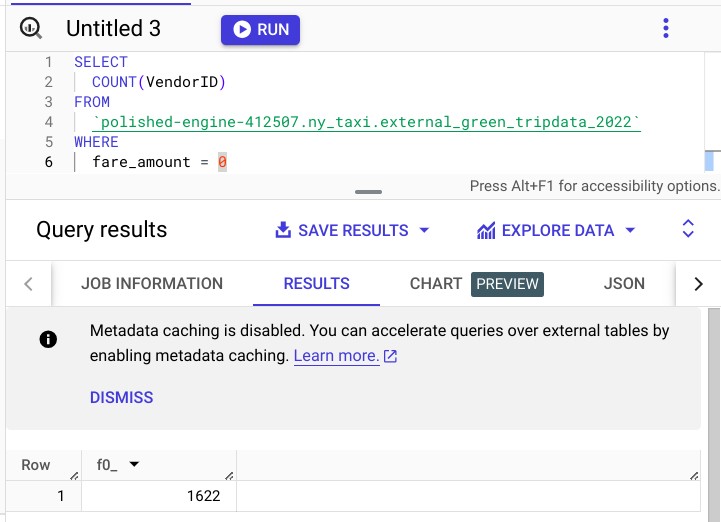 Untitled 3
RUN
1 SELECT
2 COUNT(VendorID)
3 FROM
4 `polished-engine-412507.ny_taxi.external_green_tripdata_2022`
5 WHERE
6 fare_amount = 0
Press Alt+F1 for accessibility options.
Query results
SAVE RESULTS
EXPLORE DATA
JOB INFORMATION
RESULTS
CHART PREVIEW
JSON
Metadata caching is disabled. You can accelerate queries over external tables by
enabling metadata caching. Learn more.
DISMISS
Row f0_
1 1622